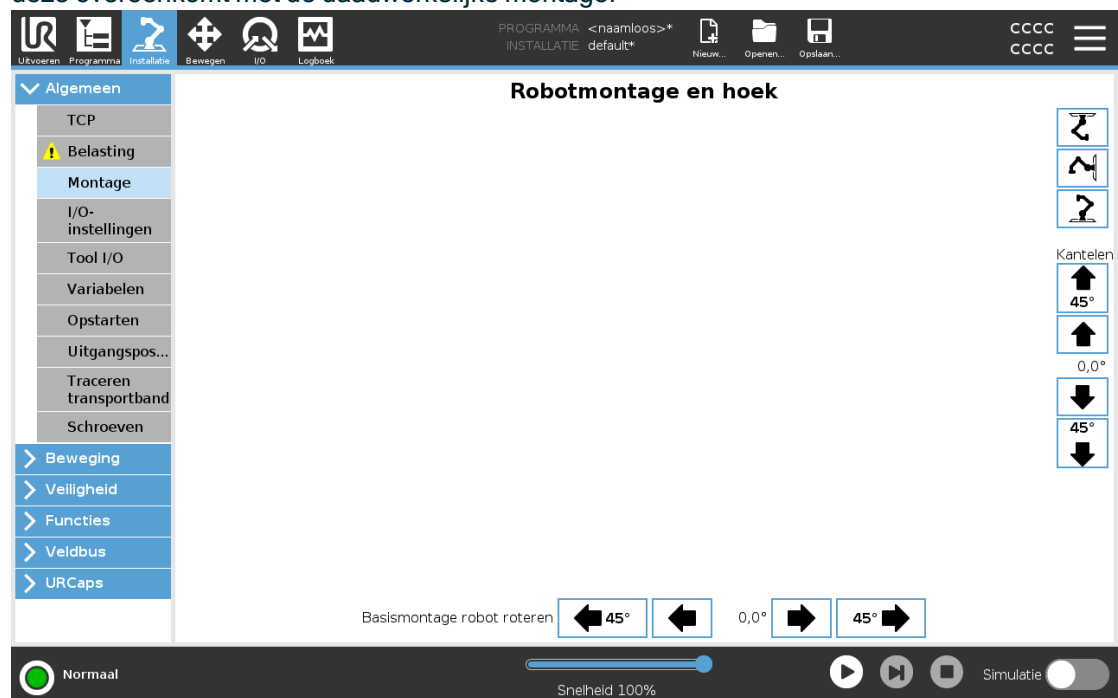 PROGRAMMA <naamloos>*
INSTALLATIE default*
cccc
cccc
Uitvoeren Programma Installatie Bewegen I/O Logboek
Nieuw... Openen... Opslaan...
Algemeen
TCP
Belasting
Montage
I/O-
instellingen
Tool I/O
Variabelen
Opstarten
Uitgangspos...
Traceren
transportband
Schroeven
Beweging
Veiligheid
Functies
Veldbus
URCaps
Robotmontage en hoek
Kantelen
45°
0,0°
45°
Basismontage robot roteren 45° 0,0° 45°
Normaal
Snelheid 100%
Simulatie